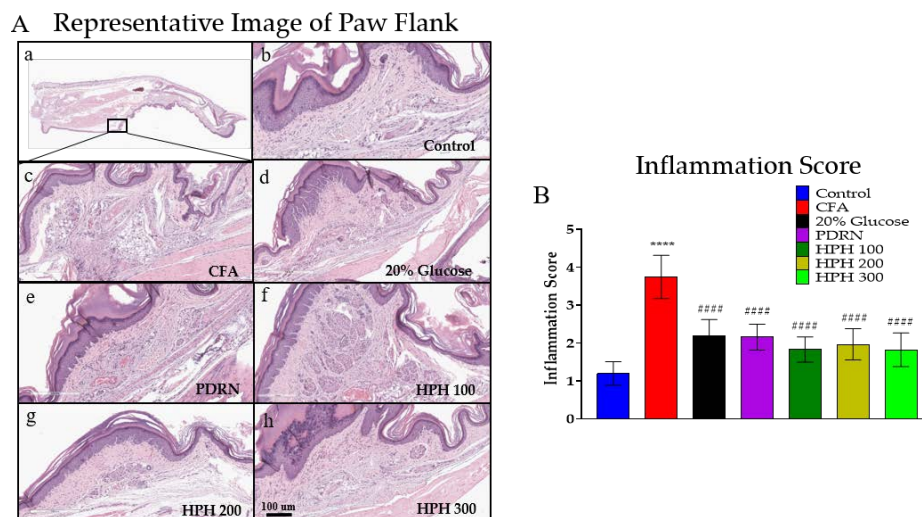 A Representative Image of Paw Flank
a
b
Control
c
CFA
d
20% Glucose
e
PDRN
f
HPH 100
g
HPH 200
h
100 µm
HPH 300
B
Inflammation Score
Control
CFA
20% Glucose
PDRN
HPH 100
HPH 200
HPH 300
Inflammation Score
5
4
3
2
1
0
****
####
####
####
####
####